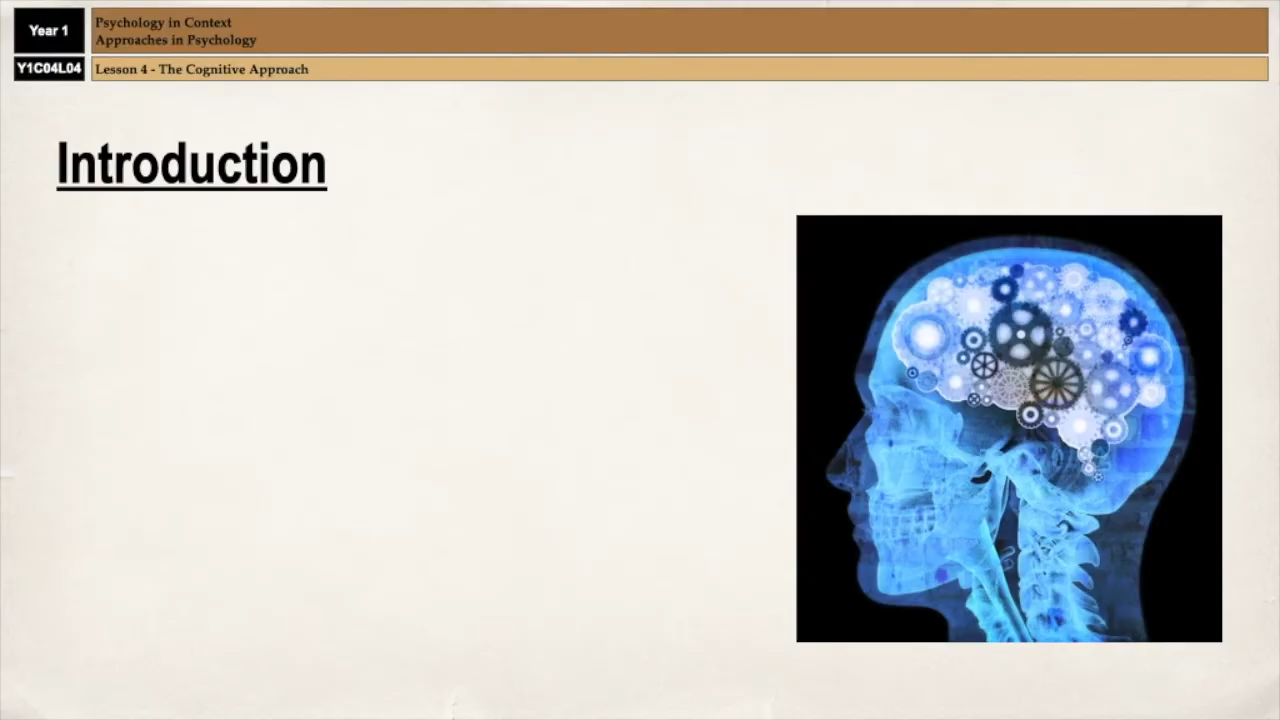 Year 1
Psychology in Context
Approaches in Psychology
Y1C04L04
Lesson 4 - The Cognitive Approach
Introduction